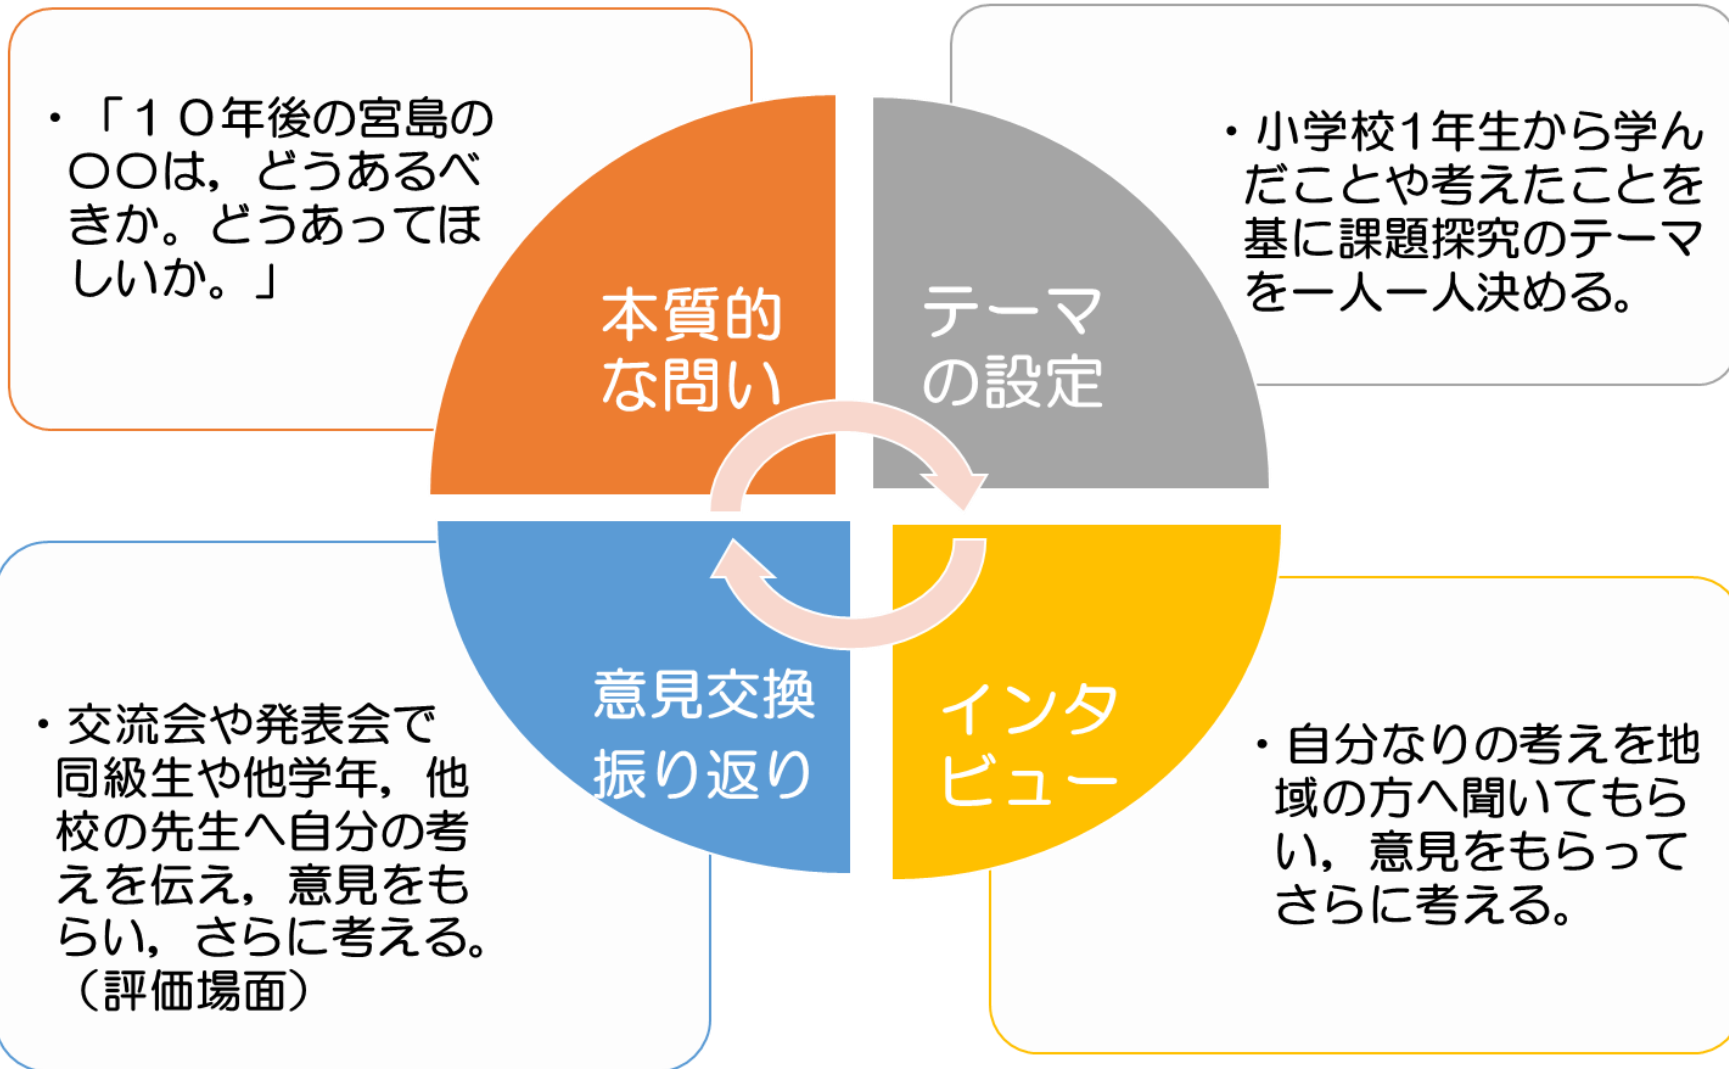 ・「１０年後の宮島の
〇〇は，どうあるべ
きか。どうあってほ
しいか。」
本質的
な問い
テーマ
の設定
・小学校1年生から学ん
だことや考えたことを
基に課題探究のテーマ
を一人一人決める。
インタ
ビュー
・自分なりの考えを地
域の方へ聞いてもら
い，意見をもらって
さらに考える。
意見交換
振り返り
・交流会や発表会で
同級生や他学年，他
校の先生へ自分の考
えを伝え，意見をも
らい，さらに考える。
（評価場面）